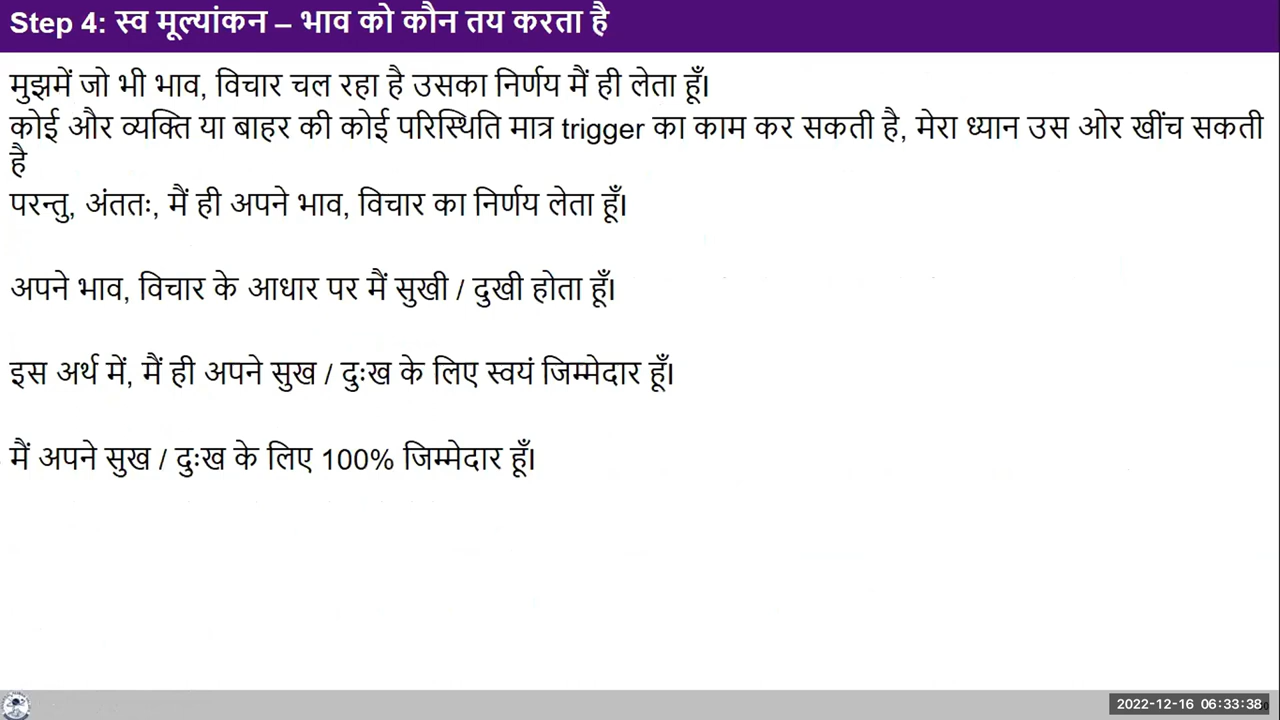 Step 4: स्व मूल्यांकन – भाव को कौन तय करता है
मुझमें जो भी भाव, विचार चल रहा है उसका निर्णय मैं ही लेता हूँ।
कोई और व्यक्ति या बाहर की कोई परिस्थिति मात्र trigger का काम कर सकती है, मेरा ध्यान उस ओर खींच सकती
है
परन्तु, अंततः, मैं ही अपने भाव, विचार का निर्णय लेता हूँ।
अपने भाव, विचार के आधार पर मैं सुखी / दुखी होता हूँ।
इस अर्थ में, मैं ही अपने सुख / दुःख के लिए स्वयं जिम्मेदार हूँ।
मैं अपने सुख / दुःख के लिए 100% जिम्मेदार हूँ।
2022-12-16 06:33:38